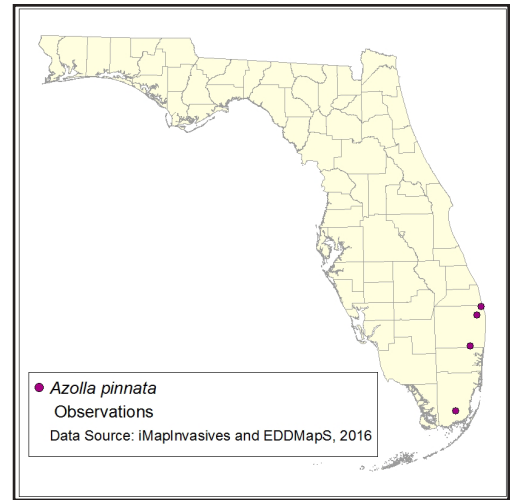 Azolla pinnata
Observations
Data Source: iMapInvasives and EDDMapS, 2016